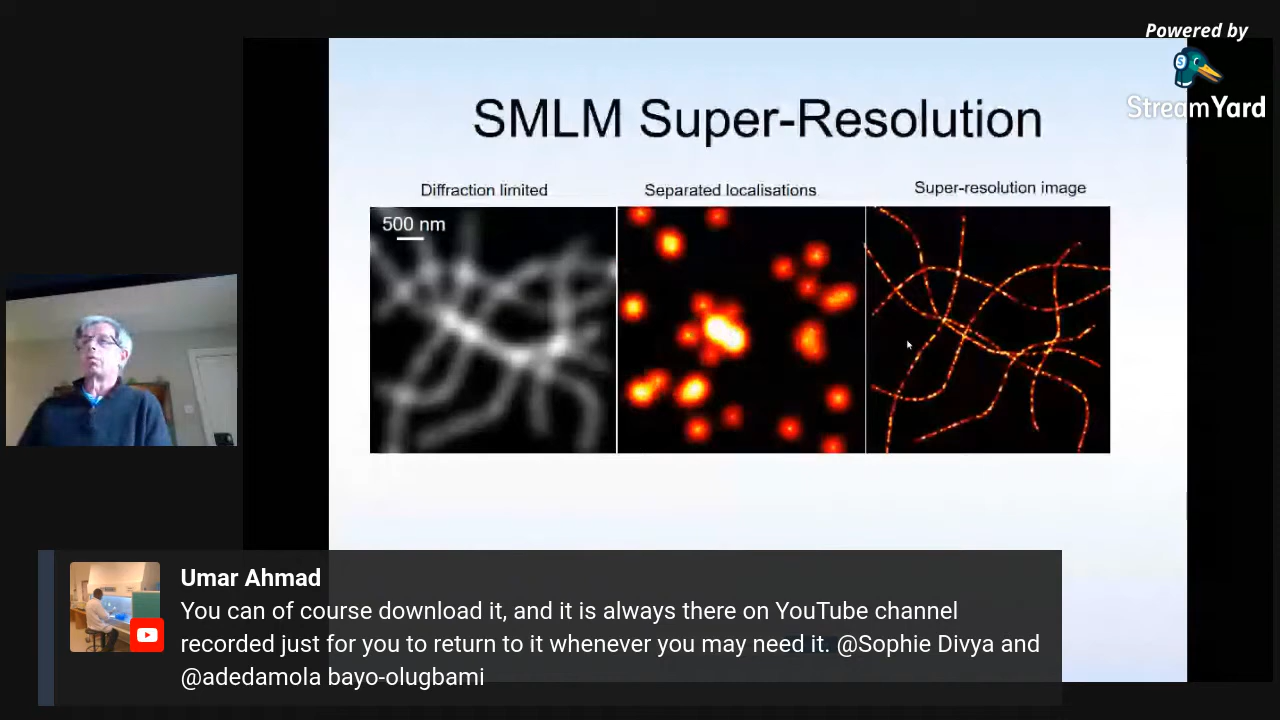 Powered by
StreamYard
SMLM Super-Resolution
Diffraction limited
Separated localisations
Super-resolution image
500 nm
Umar Ahmad
You can of course download it, and it is always there on YouTube channel
recorded just for you to return to it whenever you may need it. @Sophie Divya and
@adedamola bayo-olugbami